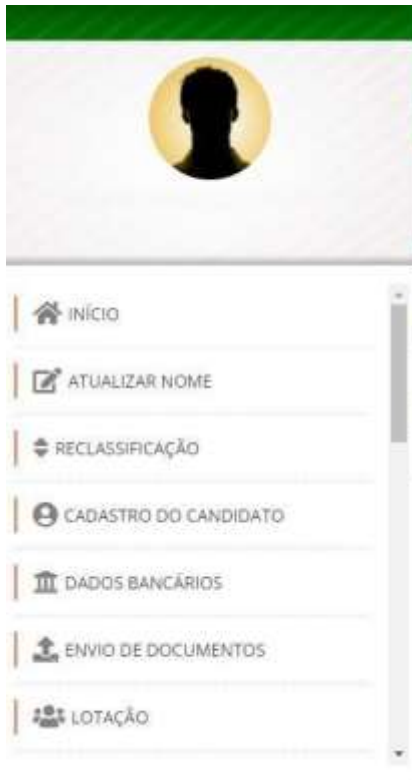 INÍCIO
ATUALIZAR NOME
RECLASSIFICAÇÃO
CADASTRO DO CANDIDATO
DADOS BANCÁRIOS
ENVIO DE DOCUMENTOS
LOTAÇÃO